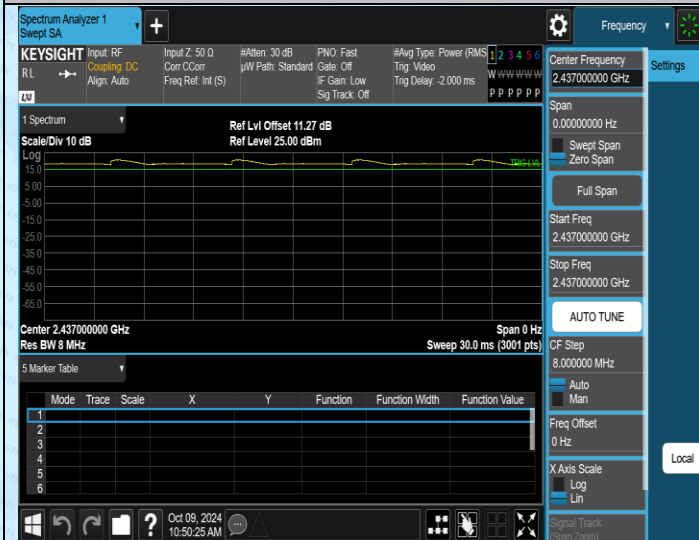 Spectrum Analyzer 1
Swept SA
Frequency
KEYSIGHT
RL
LXI
Input: RF
Coupling: DC
Align: Auto
Input Z: 50 Ω
Corr CCorr
Freq Ref: Int (S)
#Atten: 30 dB
µW Path: Standard
PNO: Fast
Gate: Off
IF Gain: Low
Sig Track: Off
#Avg Type: Power (RMS
Trig: Video
Trig Delay: -2.000 ms
1 2 3 4 5 6
W W W W W W
P P P P P P
Center Frequency
2.437000000 GHz
Settings
Span
0.00000000 Hz
Swept Span
Zero Span
Full Span
Start Freq
2.437000000 GHz
Stop Freq
2.437000000 GHz
AUTO TUNE
CF Step
8.000000 MHz
Auto
Man
Freq Offset
0 Hz
X Axis Scale
Log
Lin
Signal Track
(Span Zoom)
Local
1 Spectrum
Scale/Div 10 dB
Ref Lvl Offset 11.27 dB
Ref Level 25.00 dBm
Log
15.0
5.00
-5.00
-15.0
-25.0
-35.0
-45.0
-55.0
-65.0
TRIG LVL
Center 2.437000000 GHz
Res BW 8 MHz
Span 0 Hz
Sweep 30.0 ms (3001 pts)
5 Marker Table
Mode Trace Scale X Y Function Function Width Function Value
1
2
3
4
5
6
?
Oct 09, 2024
10:50:25 AM